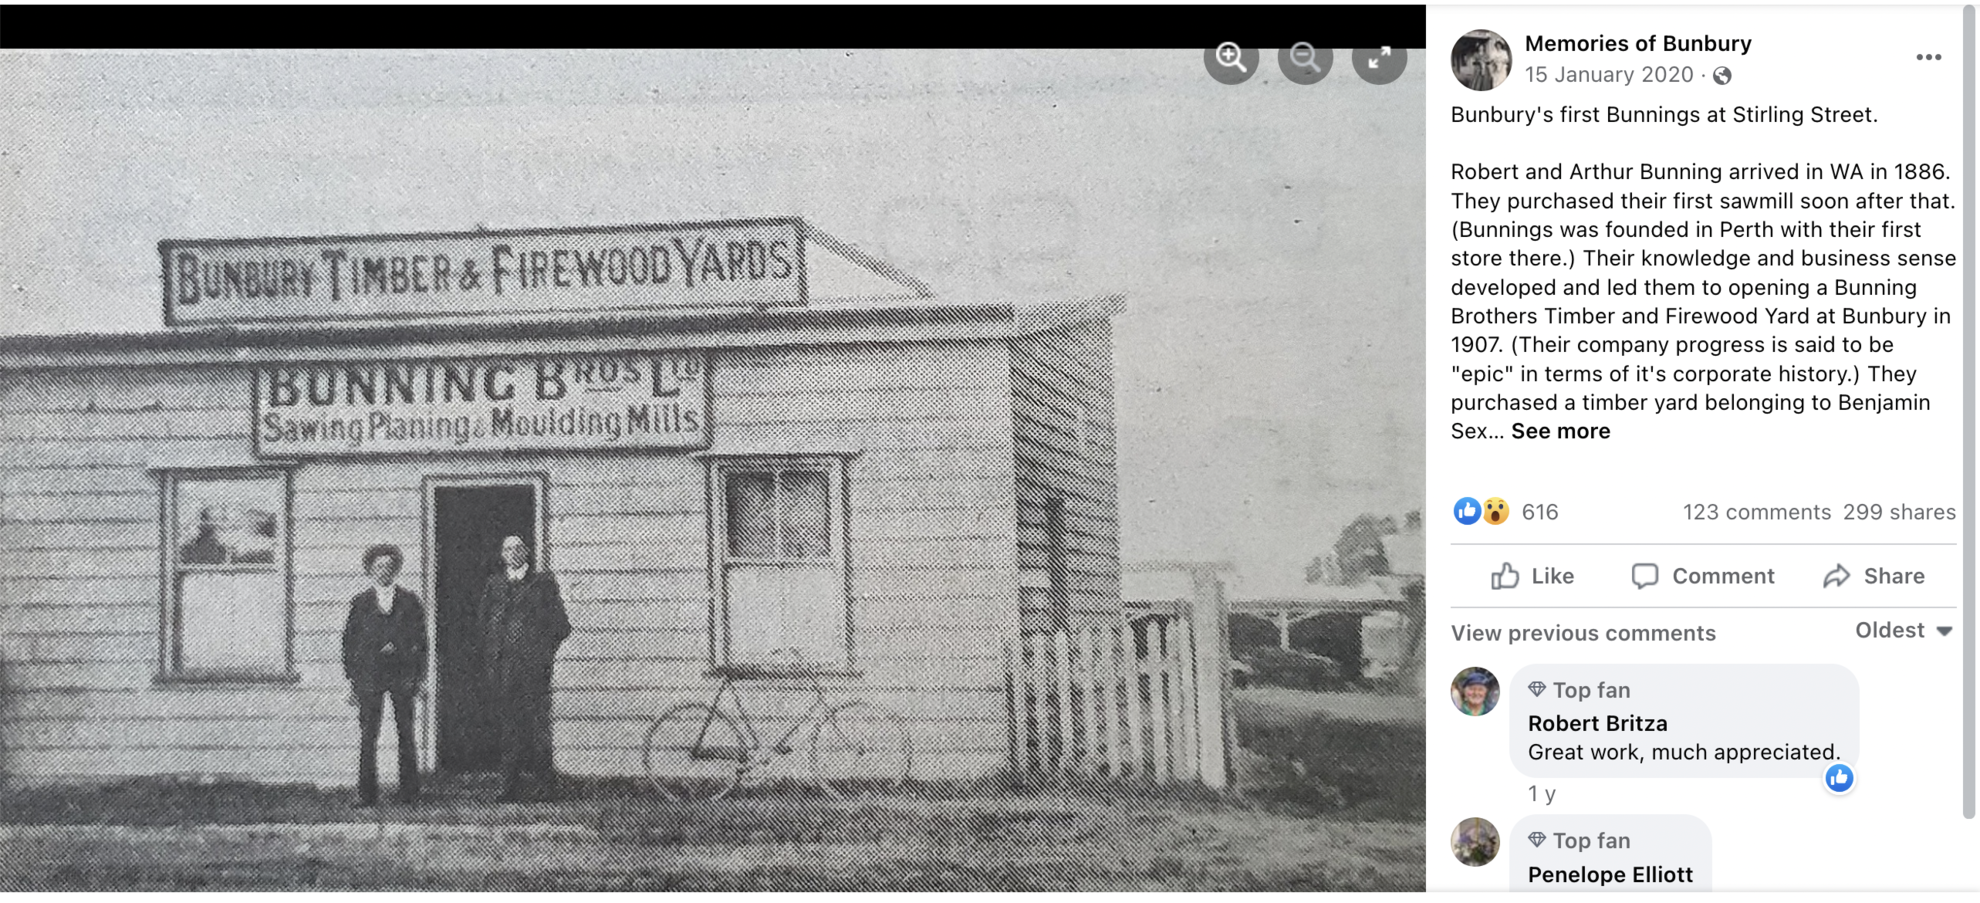 BUNBURY TIMBER & FIREWOOD YARDS
BUNNING BROS LTD
Sawing Planing & Moulding Mills
Memories of Bunbury
15 January 2020 ·
Bunbury's first Bunnings at Stirling Street.
Robert and Arthur Bunning arrived in WA in 1886.
They purchased their first sawmill soon after that.
(Bunnings was founded in Perth with their first
store there.) Their knowledge and business sense
developed and led them to opening a Bunning
Brothers Timber and Firewood Yard at Bunbury in
1907. (Their company progress is said to be
"epic" in terms of it's corporate history.) They
purchased a timber yard belonging to Benjamin
Sex... See more
616 123 comments 299 shares
Like Comment Share
View previous comments Oldest
Top fan
Robert Britza
Great work, much appreciated.
1 y
Top fan
Penelope Elliott